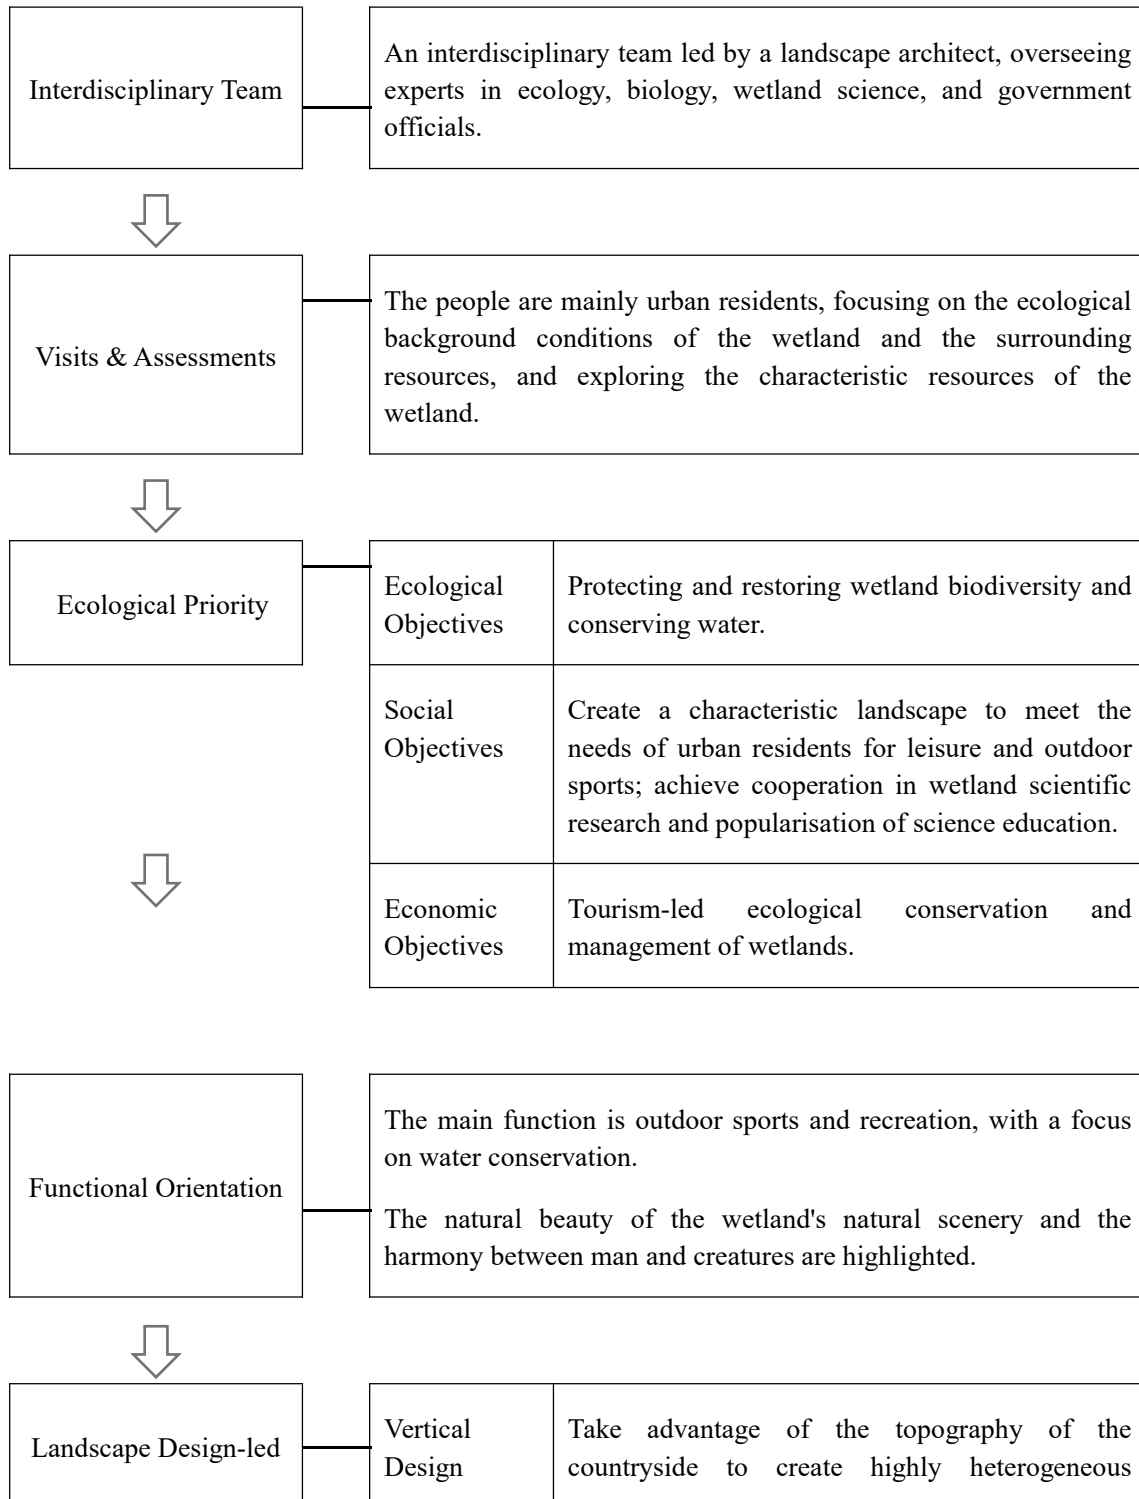 Interdisciplinary Team
An interdisciplinary team led by a landscape architect, overseeing
experts in ecology, biology, wetland science, and government
officials.
Visits & Assessments
The people are mainly urban residents, focusing on the ecological
background conditions of the wetland and the surrounding
resources, and exploring the characteristic resources of the
wetland.
Ecological Priority
Ecological
Objectives
Protecting and restoring wetland biodiversity and
conserving water.
Social
Objectives
Create a characteristic landscape to meet the
needs of urban residents for leisure and outdoor
sports; achieve cooperation in wetland scientific
research and popularisation of science education.
Economic
Objectives
Tourism-led ecological conservation and
management of wetlands.
Functional Orientation
The main function is outdoor sports and recreation, with a focus
on water conservation.
The natural beauty of the wetland's natural scenery and the
harmony between man and creatures are highlighted.
Landscape Design-led
Vertical
Design
Take advantage of the topography of the
countryside to create highly heterogeneous